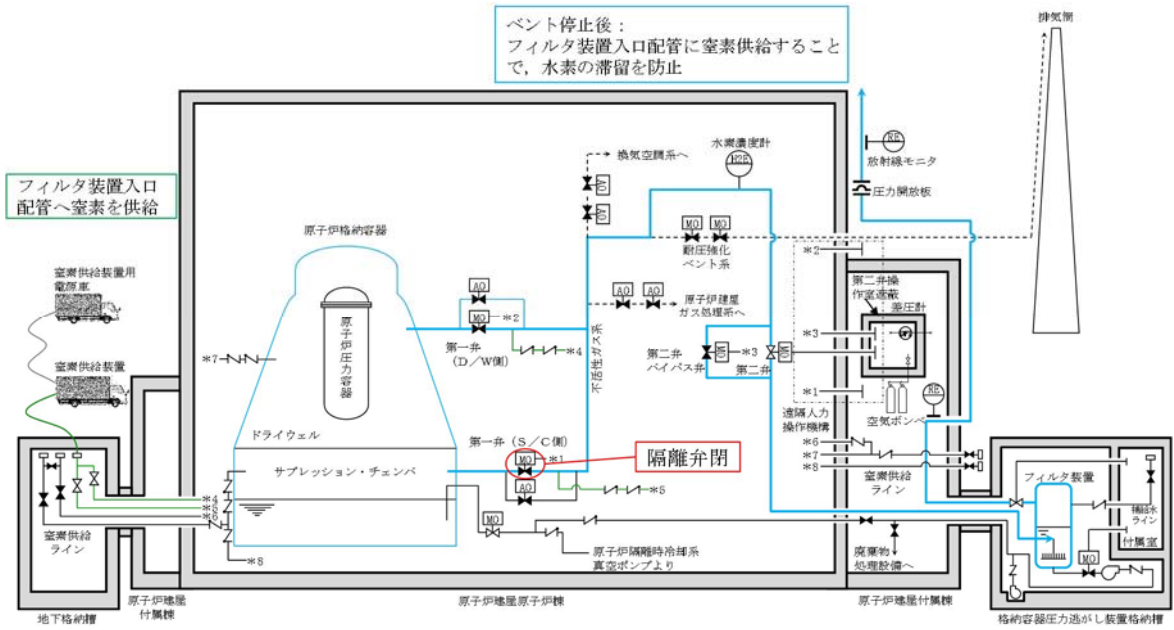 ベント停止後：
フィルタ装置入口配管に窒素供給すること
で，水素の滞留を防止
排気筒
水素濃度計
H2E
換気空調系へ
AO
AO
RE
放射線モニタ
圧力開放板
フィルタ装置入口
配管へ窒素を供給
原子炉格納容器
MO
MO
耐圧強化
ベント系
*2
窒素供給装置用
電源車
AO
MO
*2
第一弁
（D／W側）
*4
AO
AO
原子炉建屋
ガス処理系へ
第二弁操
作室遮蔽
差圧計
原子炉圧力容器
不活性ガス系
*7
窒素供給装置
MO
*3
第二弁
バイパス弁
第二弁
MO
*3
*1
RE
空気ボンベ
遠隔人力
操作機構
ドライウェル
第一弁（S／C側）
MO
*1
隔離弁閉
サプレッション・チェンバ
AO
*5
*6
*7
*8
窒素供給
ライン
フィルタ装置
補給水
ライン
付属室
MO
*4
窒素供給
ライン
*8
MO
原子炉隔離時冷却系
真空ポンプより
廃棄物
処理設備へ
地下格納槽
原子炉建屋
付属棟
原子炉建屋原子炉棟
原子炉建屋付属棟
格納容器圧力逃がし装置格納槽